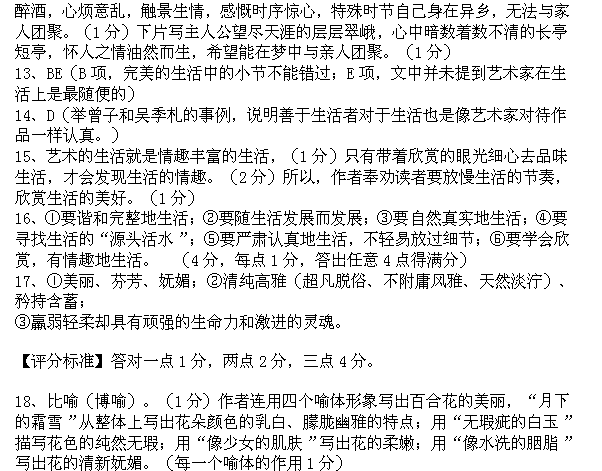 醉酒，心烦意乱，触景生情，感慨时序惊心，特殊时节自己身在异乡，无法与家
人团聚。（1分）下片写主人公望尽天涯的层层翠峨，心中暗数着数不清的长亭
短亭，怀人之情油然而生，希望能在梦中与亲人团聚。（1分）
13、BE（B项，完美的生活中的小节不能错过；E项，文中并未提到艺术家在生
活上是最随便的）
14、D（举曾子和吴季札的事例，说明善于生活者对于生活也是像艺术家对待作
品一样认真。）
15、艺术的生活就是情趣丰富的生活，（1分）只有带着欣赏的眼光细心去品味
生活，才会发现生活的情趣。（2分）所以，作者奉劝读者要放慢生活的节奏，
欣赏生活的美好。（1分）
16、①要谐和完整地生活；②要随生活发展而发展；③要自然真实地生活；④要
寻找生活的“源头活水”；⑤要严肃认真地生活，不轻易放过细节；⑥要学会欣
赏，有情趣地生活。　（4分，每点1分，答出任意4点得满分）
17、①美丽、芬芳、妩媚；②清纯高雅（超凡脱俗、不附庸风雅、天然淡泞）、
矜持含蓄；
③羸弱轻柔却具有顽强的生命力和激进的灵魂。
【评分标准】答对一点1分，两点2分，三点4分。
18、比喻（博喻）。（1分）作者连用四个喻体形象写出百合花的美丽，“月下
的霜雪”从整体上写出花朵颜色的乳白、朦胧幽雅的特点；用“无瑕疵的白玉”
描写花色的纯然无瑕；用“像少女的肌肤”写出花的柔嫩；用“像水洗的胭脂”
写出花的清新妩媚。（每一个喻体的作用1分）